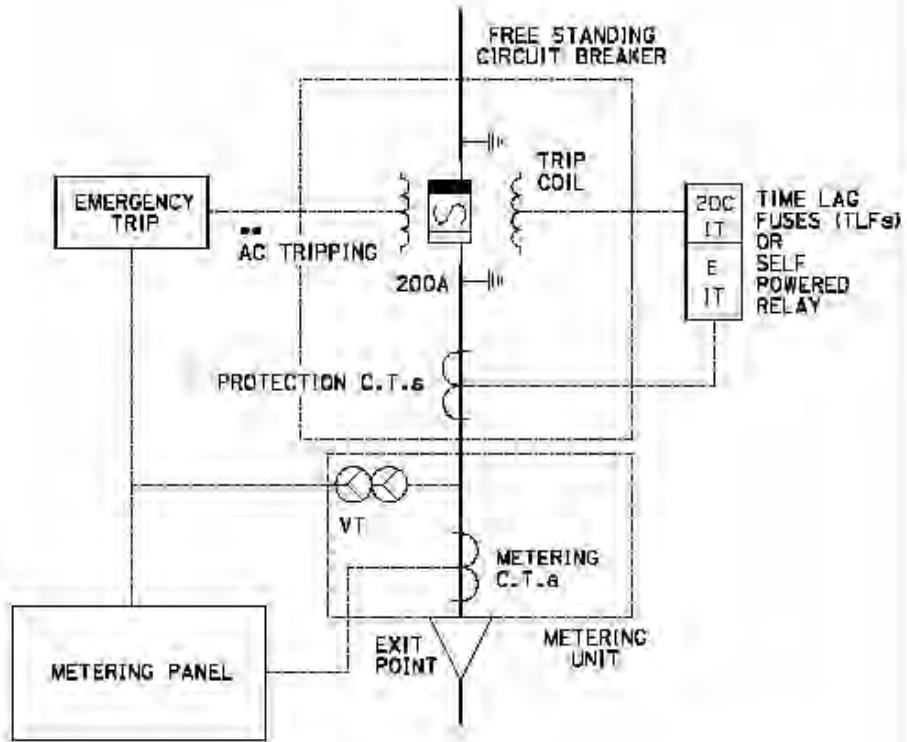 FREE STANDING
CIRCUIT BREAKER
TRIP
COIL
EMERGENCY
TRIP
AC TRIPPING
200A
2OC
IT
E
IT
TIME LAG
FUSES (TLFs)
OR
SELF
POWERED
RELAY
PROTECTION C.T.s
VT
METERING
C.T.s
EXIT
POINT
METERING
UNIT
METERING PANEL